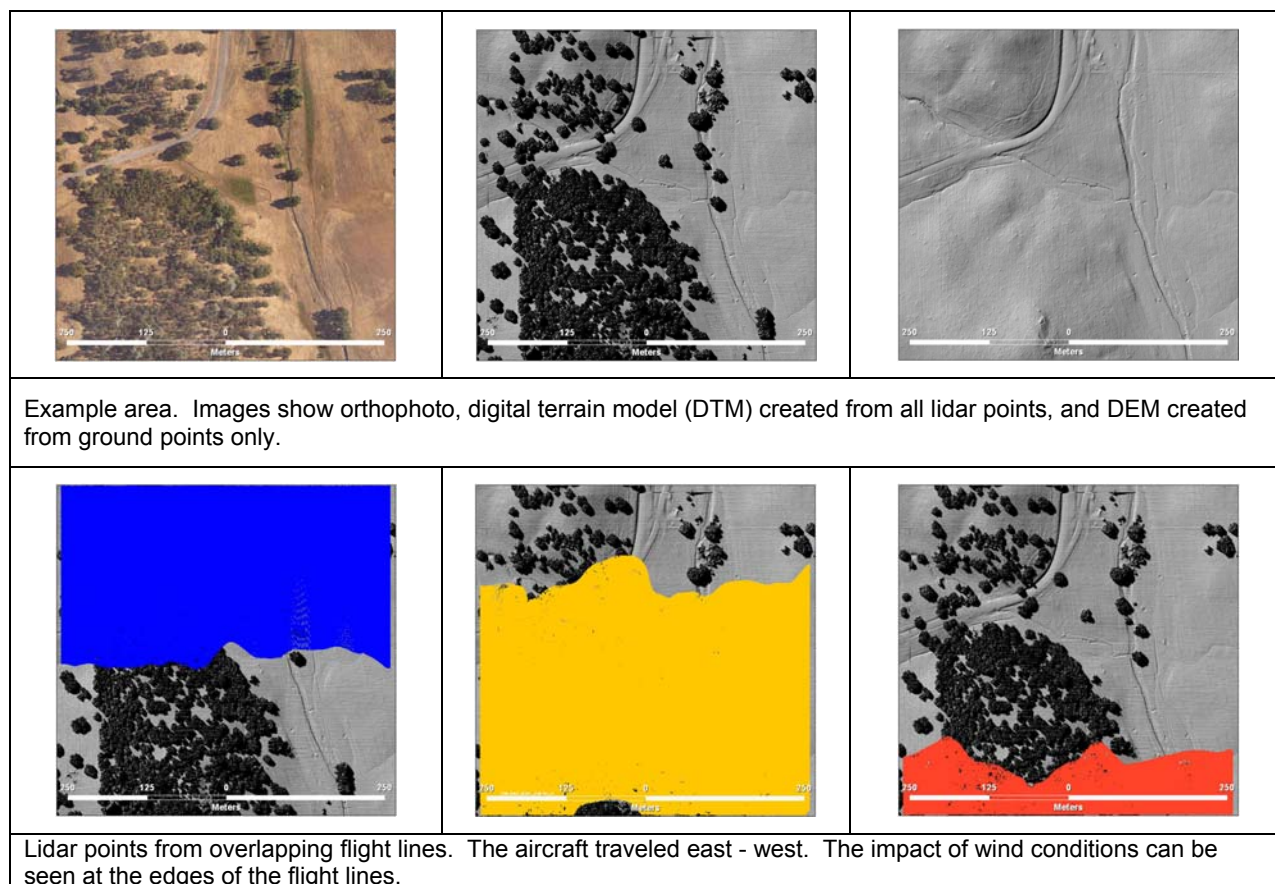 250 125 0 250
Meters
250 125 0 250
Meters
250 125 0 250
Meters
Example area. Images show orthophoto, digital terrain model (DTM) created from all lidar points, and DEM created
from ground points only.
250 125 0 250
Meters
250 125 0 250
Meters
250 125 0 250
Meters
Lidar points from overlapping flight lines. The aircraft traveled east - west. The impact of wind conditions can be
seen at the edges of the flight lines.